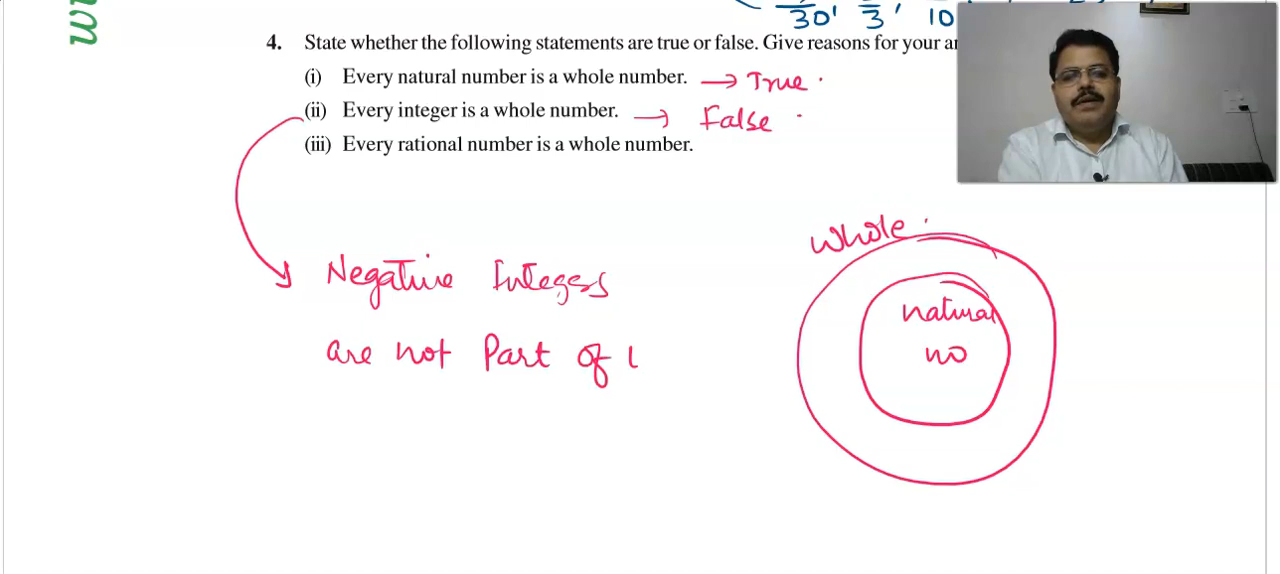 30' 3' 10
4. State whether the following statements are true or false. Give reasons for your
(i) Every natural number is a whole number. → True.
(ii) Every integer is a whole number. → False.
(iii) Every rational number is a whole number.
Whole.
Negative Integers
natural
are not Part of
no